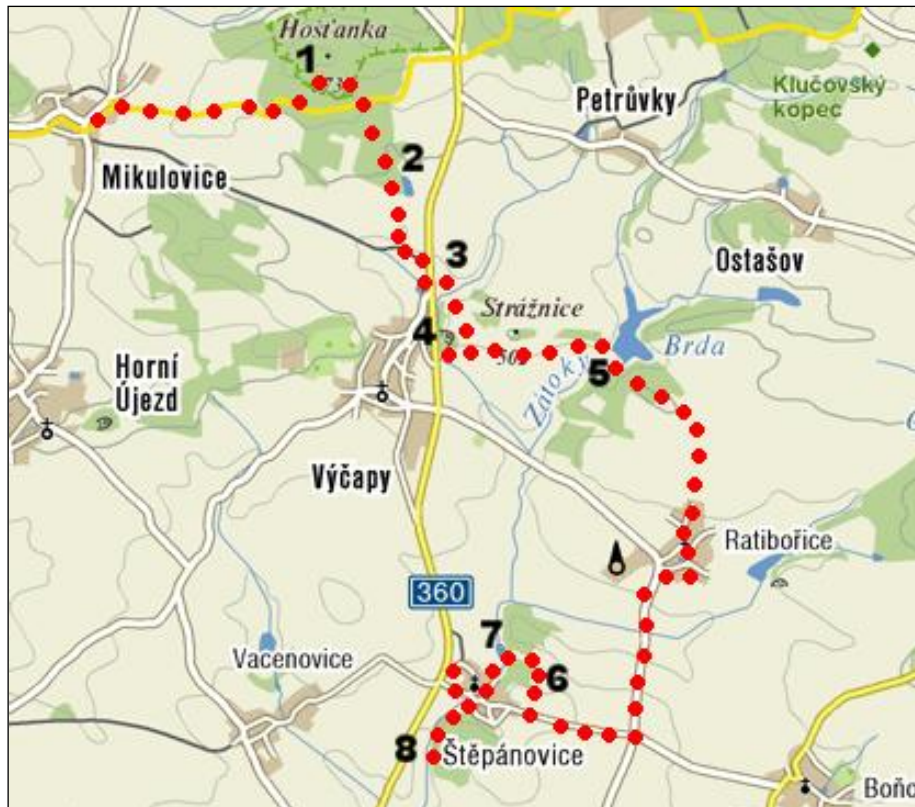 Hošťanka
1
Klučovský
kopec
Petrůvky
2
Mikulovice
3
Ostašov
Strážnice
4
Brda
5
Zátoky
Horní
Újezd
Výčapy
Ratibořice
360
7
Vacenovice
6
8
Štěpánovice